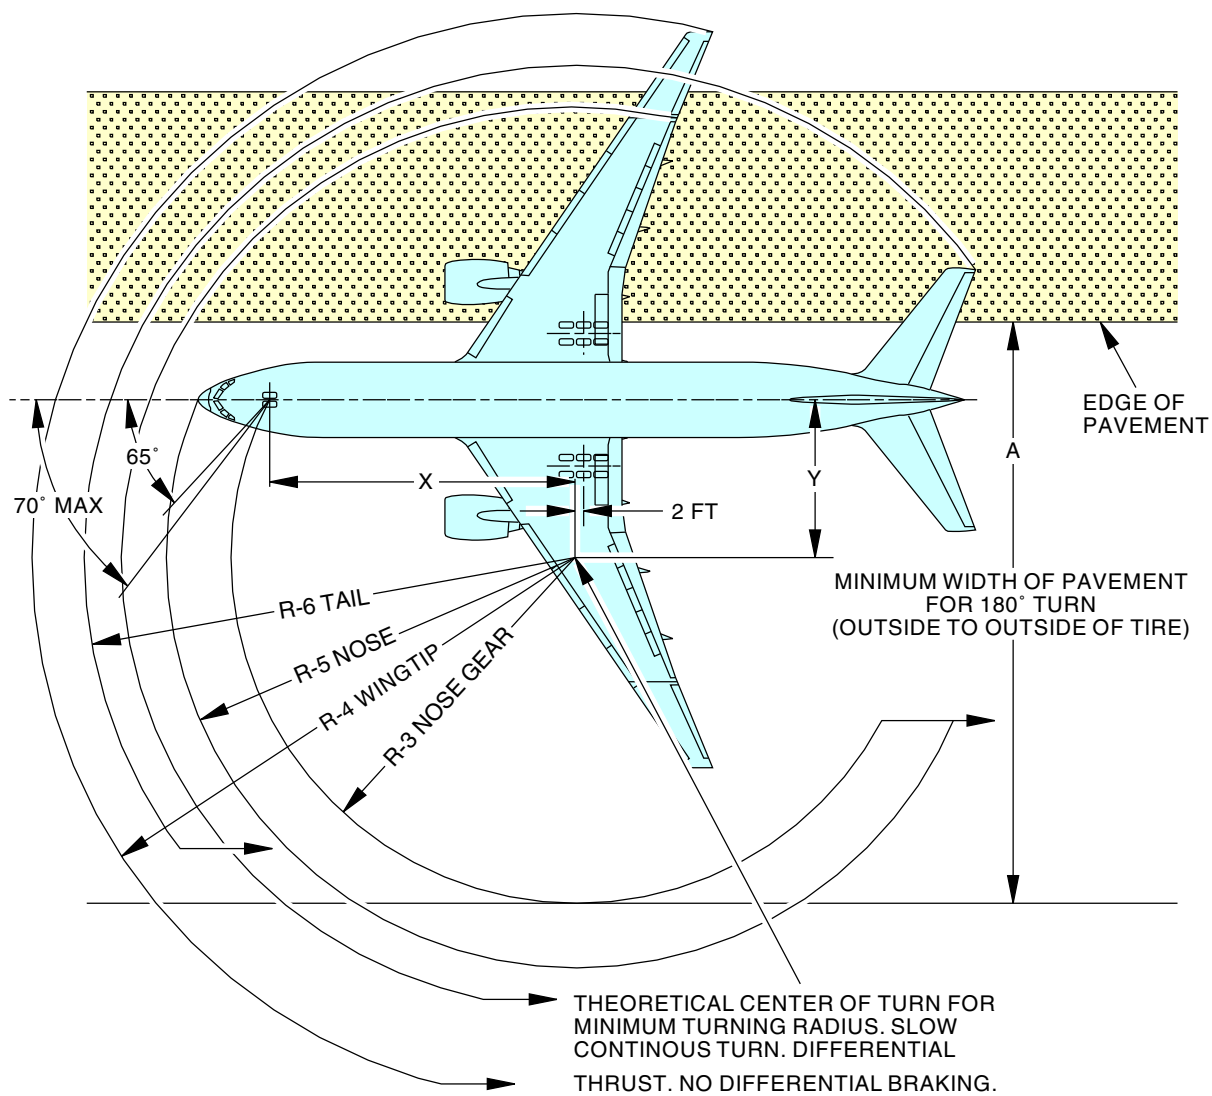 EDGE OF
PAVEMENT
65°
70° MAX
X
Y
A
2 FT
MINIMUM WIDTH OF PAVEMENT
FOR 180° TURN
(OUTSIDE TO OUTSIDE OF TIRE)
R-6 TAIL
R-5 NOSE
R-4 WINGTIP
R-3 NOSE GEAR
THEORETICAL CENTER OF TURN FOR
MINIMUM TURNING RADIUS. SLOW
CONTINOUS TURN. DIFFERENTIAL
THRUST. NO DIFFERENTIAL BRAKING.